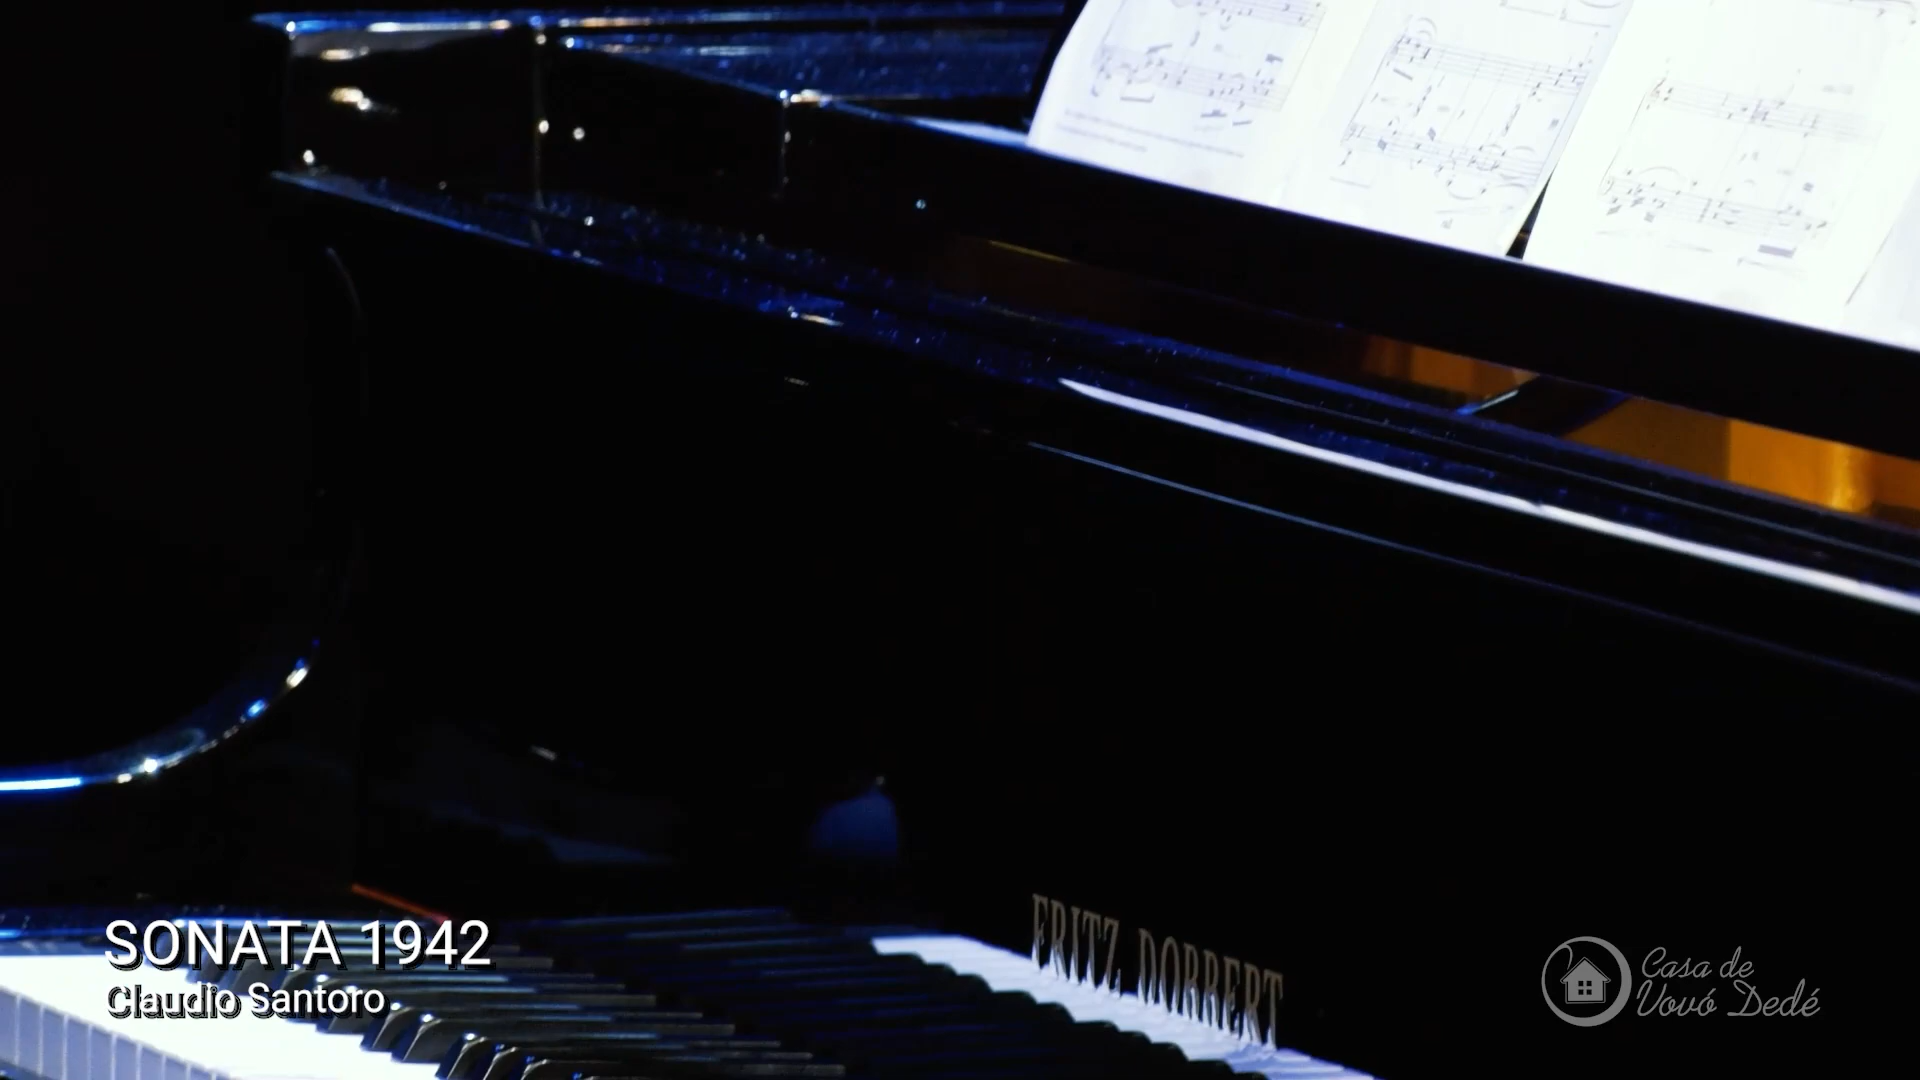 FRITZ DOBBERT
SONATA 1942
Claudio Santoro
Casa de
Vovó Dedé